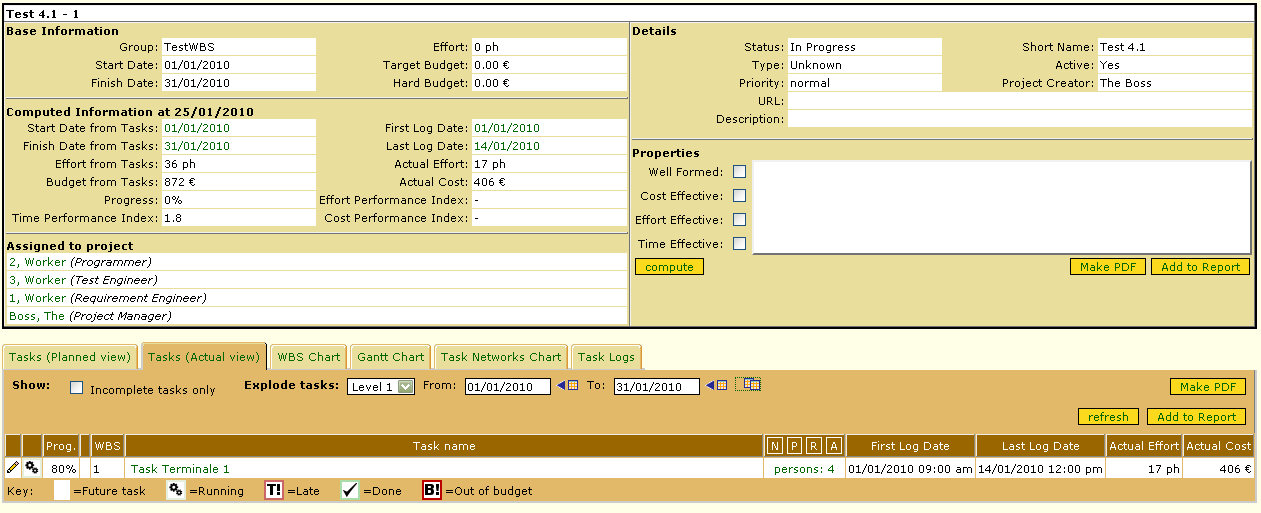 Test 4.1 - 1
Base Information
Group: TestWBS Effort: 0 ph
Start Date: 01/01/2010 Target Budget: 0.00 €
Finish Date: 31/01/2010 Hard Budget: 0.00 €
Computed Information at 25/01/2010
Start Date from Tasks: 01/01/2010 First Log Date: 01/01/2010
Finish Date from Tasks: 31/01/2010 Last Log Date: 14/01/2010
Effort from Tasks: 36 ph Actual Effort: 17 ph
Budget from Tasks: 872 € Actual Cost: 406 €
Progress: 0% Effort Performance Index: -
Time Performance Index: 1.8 Cost Performance Index: -
Assigned to project
2, Worker (Programmer)
3, Worker (Test Engineer)
1, Worker (Requirement Engineer)
Boss, The (Project Manager)
Details
Status: In Progress Short Name: Test 4.1
Type: Unknown Active: Yes
Priority: normal Project Creator: The Boss
URL:
Description:
Properties
Well Formed:
Cost Effective:
Effort Effective:
Time Effective:
compute Make PDF Add to Report
Tasks (Planned view) Tasks (Actual view) WBS Chart Gantt Chart Task Networks Chart Task Logs
Show: Incomplete tasks only Explode tasks: Level 1 From: 01/01/2010 To: 31/01/2010 Make PDF
refresh Add to Report
Prog. WBS Task name N P R A First Log Date Last Log Date Actual Effort Actual Cost
80% 1 Task Terminale 1 persons: 4 01/01/2010 09:00 am 14/01/2010 12:00 pm 17 ph 406 €
Key: =Future task =Running T! =Late =Done B! =Out of budget